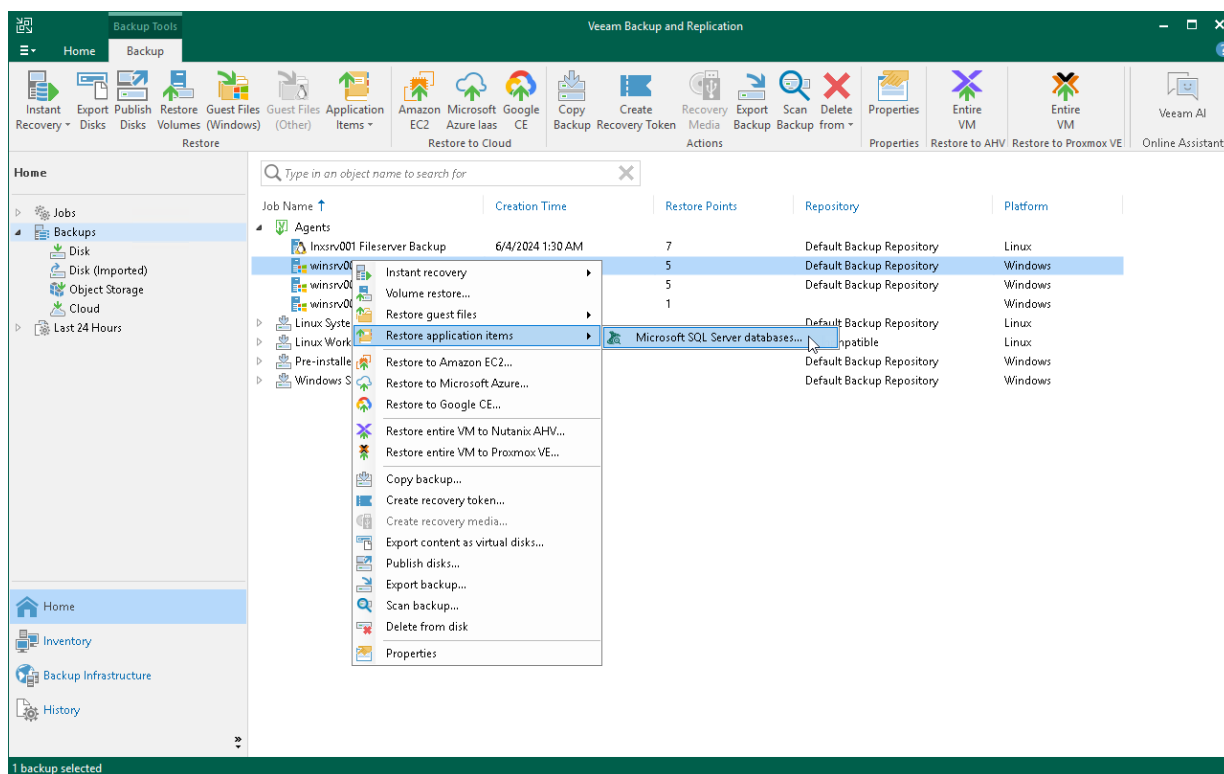 Backup Tools
Veeam Backup and Replication
Home
Backup
Instant Recovery
Export Disks
Publish Disks
Restore Volumes
Guest Files (Windows)
Guest Files (Other)
Application Items
Amazon EC2
Microsoft Azure Iaas
Google CE
Copy Backup
Create Recovery Token
Recovery Media
Export Backup
Scan Backup
Delete from
Properties
Entire VM
Entire VM
Veeam AI
Restore
Restore to Cloud
Actions
Properties
Restore to AHV
Restore to Proxmox VE
Online Assistant
Home
Type in an object name to search for
Jobs
Backups
Disk
Disk (Imported)
Object Storage
Cloud
Last 24 Hours
Job Name
Creation Time
Restore Points
Repository
Platform
Agents
lnxsrv001 Fileserver Backup 6/4/2024 1:30 AM 7 Default Backup Repository Linux
5 Default Backup Repository Windows
5 Default Backup Repository Windows
1 Windows
Linux Default Backup Repository Linux
Linux Linux
Default Backup Repository Windows
Windows Default Backup Repository Windows
Instant recovery
Volume restore...
Restore guest files
Restore application items
Microsoft SQL Server databases...
Restore to Amazon EC2...
Restore to Microsoft Azure...
Restore to Google CE...
Restore entire VM to Nutanix AHV...
Restore entire VM to Proxmox VE...
Copy backup...
Create recovery token...
Create recovery media...
Export content as virtual disks...
Publish disks...
Export backup...
Scan backup...
Delete from disk
Properties
Home
Inventory
Backup Infrastructure
History
1 backup selected